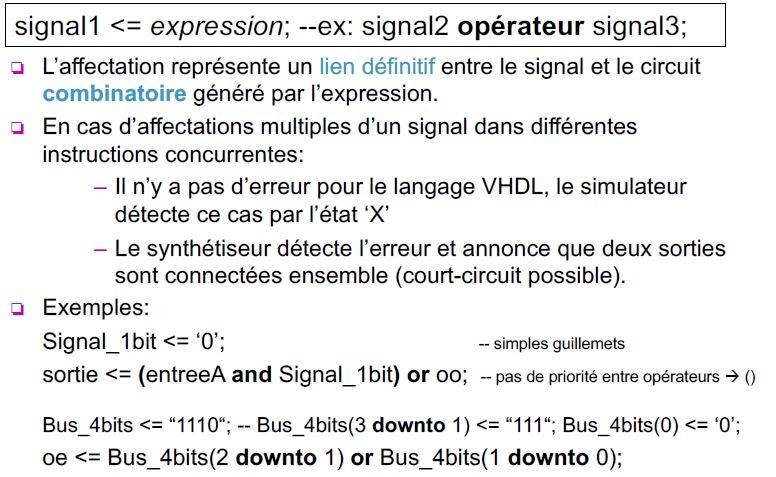 signal1 <= expression; --ex: signal2 opérateur signal3;
❑ L’affectation représente un lien définitif entre le signal et le circuit
combinatoire généré par l’expression.
❑ En cas d’affectations multiples d’un signal dans différentes
instructions concurrentes:
– Il n’y a pas d’erreur pour le langage VHDL, le simulateur
détecte ce cas par l’état ‘X’
– Le synthétiseur détecte l’erreur et annonce que deux sorties
sont connectées ensemble (court-circuit possible).
❑ Exemples:
Signal_1bit <= ‘0’; -- simples guillemets
sortie <= (entreeA and Signal_1bit) or oo; -- pas de priorité entre opérateurs → ()
Bus_4bits <= “1110“; -- Bus_4bits(3 downto 1) <= “111“; Bus_4bits(0) <= ‘0’;
oe <= Bus_4bits(2 downto 1) or Bus_4bits(1 downto 0);